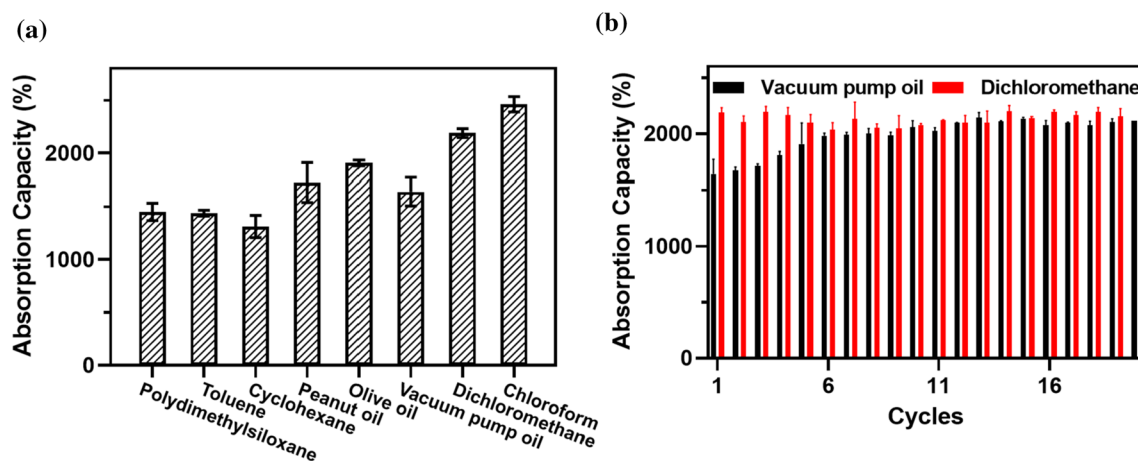 (a)
Absorption Capacity (%)
2000
1000
0
Polydimethylsiloxane
Toluene
Cyclohexane
Peanut oil
Olive oil
Vacuum pump oil
Dichloromethane
Chloroform
(b)
Vacuum pump oil Dichloromethane
Absorption Capacity (%)
2000
1000
0
1 6 11 16
Cycles